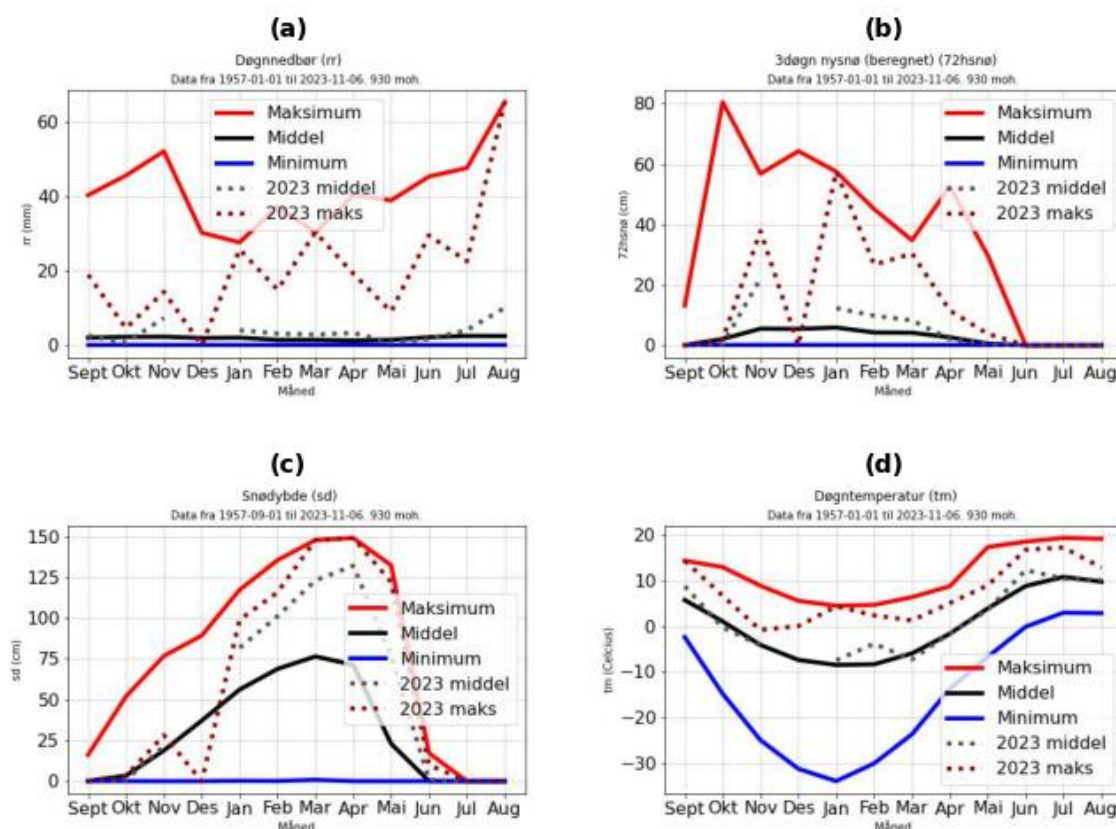 (a)
Døgnnedbør (rr)
Data fra 1957-01-01 til 2023-11-06. 930 moh.
rr (mm)
60
40
20
0
Maksimum
Middel
Minimum
2023 middel
2023 maks
Sept Okt Nov Des Jan Feb Mar Apr Mai Jun Jul Aug
Måned
(b)
3døgn nysnø (beregnet) (72hsnø)
Data fra 1957-01-01 til 2023-11-06. 930 moh.
72hsnø (cm)
80
60
40
20
0
Maksimum
Middel
Minimum
2023 middel
2023 maks
Sept Okt Nov Des Jan Feb Mar Apr Mai Jun Jul Aug
Måned
(c)
Snødybde (sd)
Data fra 1957-09-01 til 2023-11-06. 930 moh.
sd (cm)
150
125
100
75
50
25
0
Maksimum
Middel
Minimum
2023 middel
2023 maks
Sept Okt Nov Des Jan Feb Mar Apr Mai Jun Jul Aug
Måned
(d)
Døgntemperatur (tm)
Data fra 1957-01-01 til 2023-11-06. 930 moh.
tm (Celcius)
20
10
0
−10
−20
−30
Maksimum
Middel
Minimum
2023 middel
2023 maks
Sept Okt Nov Des Jan Feb Mar Apr Mai Jun Jul Aug
Måned